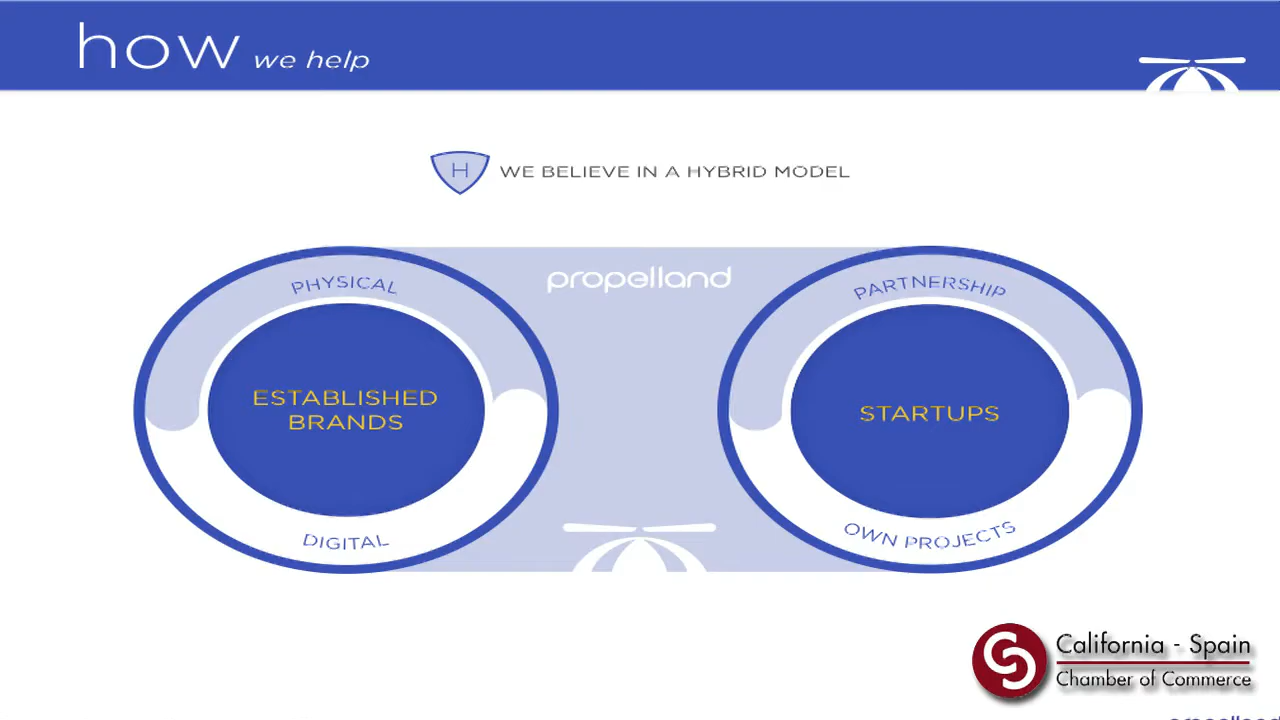 how we help
H
WE BELIEVE IN A HYBRID MODEL
propelland
PHYSICAL
ESTABLISHED
BRANDS
DIGITAL
PARTNERSHIP
STARTUPS
OWN PROJECTS
California - Spain
Chamber of Commerce
propelland